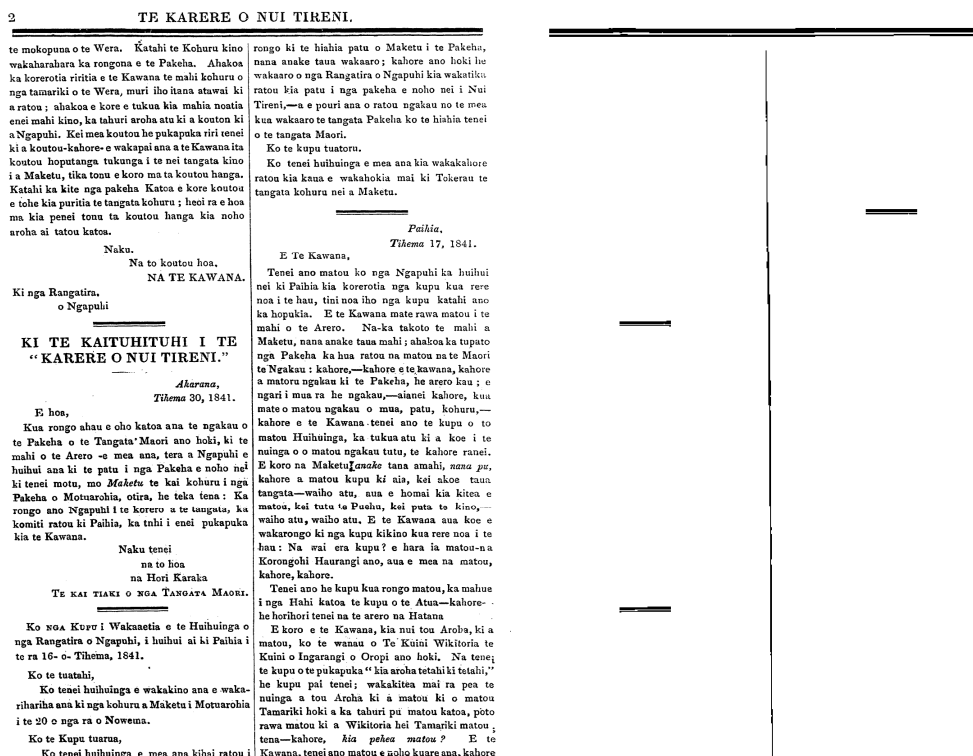 2
TE KARERE O NUI TIRENI.
te mokopuna o te Wera. Katahi te Kohuru kino
wakaharahara ka rongona e te Pakeha. Ahakoa
ka korerotia riritia e te Kawana te mahi kohuru o
nga tamariki o te Wera, muri iho itana atawai ki
a ratou; ahakoa e kore e tukua kia mahia noatia
enei mahi kino, ka tahuri aroha atu ki a kouton ki
a Ngapuhi. Kei mea koutou he pukapuka riri tenei
ki a koutou-kahore-e wakapai ana a te Kawana ita
koutou hoputanga tukunga i te nei tangata kino
i a Maketu, tika tonu e koro ma ta koutou hanga.
Katahi ka kite nga pakeha Katoa e kore koutou
e tohe kia puritia te tangata kohuru; heoi ra e hoa
ma kia penei tonu ta koutou hanga kia noho
aroha ai tatou katoa.
Naku.
Na to koutou hoa,
NA TE KAWANA.
Ki nga Rangatira,
o Ngapuhi
KI TE KAITUHITUHI I TE
"KARERE O NUI TIRENI."
Akarana,
Tihema 30, 1841.
E hoa,
Kua rongo ahau e oho katoa ana te ngakau o
te Pakeha o te Tangata Maori ano hoki, ki te
mahi o te Arero -e mea ana, tera a Ngapuhi e
huihui ana ki te patu i nga Pakeha e noho nei
ki tenei motu, mo Maketu te kai kohuru i nga
Pakeha o Motuarohia, otira, he teka tena: Ka
rongo ano Ngapuhi i te korero a te tangata, ka
komiti ratou ki Paihia, ka tnhi i enei pukapuka
kia te Kawana.
Naku tenei
na to hoa
na Hori Karaka
TE KAI TIAKI O NGA TANGATA MAORI.
KO NGA KUPU i Wakaaetia e te Huihuinga o
nga Rangatira o Ngapuhi, i huihui ai ki Paihia i
te ra 16- o- Tihema, 1841.
Ko te tuatahi,
Ko tenei huihuinga e wakakino ana e waka-
rihariha ana ki nga kohuru a Maketu i Motuarohia
i te 20 o nga ra o Nowema.
Ko te Kupu tuarua,
Ko tenei huihuinga e mea ana kihai ratou i
rongo ki te hiahia patu o Maketu i te Pakeha,
nana anake taua wakaaro; kahore ano hoki he
wakaaro o nga Rangatira o Ngapuhi kia wakatika
ratou kia patu i nga pakeha e noho nei i Nui
Tireni,—a e pouri ana o ratou ngakau no te mea
kua wakaaro te tangata Pakeha ko te hiahia tenei
o te tangata Maori.
Ko te kupu tuatoru.
Ko tenei huihuinga e mea ana kia wakakahore
ratou kia kaua e wakahokia mai ki Tokerau te
tangata kohuru nei a Maketu.
Paihia,
Tihema 17, 1841.
E Te Kawana,
Tenei ano matou ko nga Ngapuhi ka huihui
nei ki Paihia kia korerotia nga kupu kua rere
noa i te hau, tini noa iho nga kupu katahi ano
ka hopukia. E te Kawana mate rawa matou i te
mahi o te Arero. Na-ka takoto te mahi a
Maketu, nana anake taua mahi; ahakoa ka tupato
nga Pakeha ka hua ratou na matou na te Maori
te Ngakau: kahore,—kahore e te kawana, kahore
a matoru ngakau ki te Pakeha, he arero kau; e
ngari i mua ra he ngakau,—aianei kahore, kua
mate o matou ngakau o mua, patu, kohuru,—
kahore e te Kawana tenei ano te kupu o to
matou Huihuinga, ka tukua atu ki a koe i te
nuinga o o matou ngakau tutu, te kahore ranei.
E koro na Maketu anake tana amahi, nana pu,
kahore a matou kupu ki aia, kei akoe taua
tangata—waiho atu, aua e homai kia kitea e
matou, kei tutu te Puehu, kei puta te kino,—
waiho atu, waiho atu. E te Kawana aua koe e
wakarongo ki nga kupu kikino kua rere noa i te
hau: Na wai era kupu? e hara ia matou-na
Korongohi Haurangi ano, aua e mea na matou,
kahore, kahore.
Tenei ano he kupu kua rongo matou, ka mahue
i nga Hahi katoa te kupu o te Atua—kahore-
he horihori tenei na te arero na Hatana
E koro e te Kawana, kia nui tou Aroba, ki a
matou, ko te wanau o Te Kuini Wikitoria te
Kuini o Ingarangi o Oropi ano hoki. Na tenei
te kupu o te pukapuka "kia aroha tetahi ki tetahi,"
he kupu pai tenei; wakakitea mai ra pea te
nuinga a tou Aroha ki a matou ki o matou
Tamariki hoki a ka tahuri pu matou katoa, poto
rawa matou ki a Wikitoria hei Tamariki matou;
tena—kahore, kia pehea matou? E te
Kawana, tenei ano matou e noho kuare ana, kahore